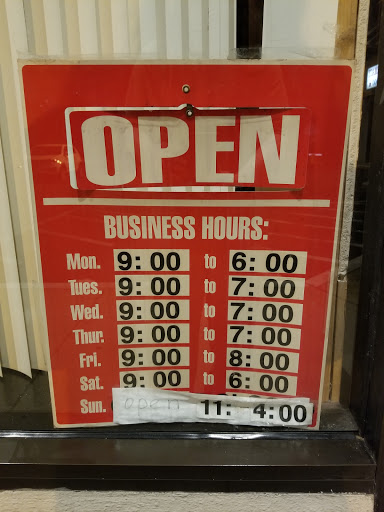 OPEN
BUSINESS HOURS:
Mon. 9:00 to 6:00
Tues. 9:00 to 7:00
Wed. 9:00 to 7:00
Thur. 9:00 to 7:00
Fri. 9:00 to 8:00
Sat. 9:00 to 6:00
Sun. OPEN 11: 4:00